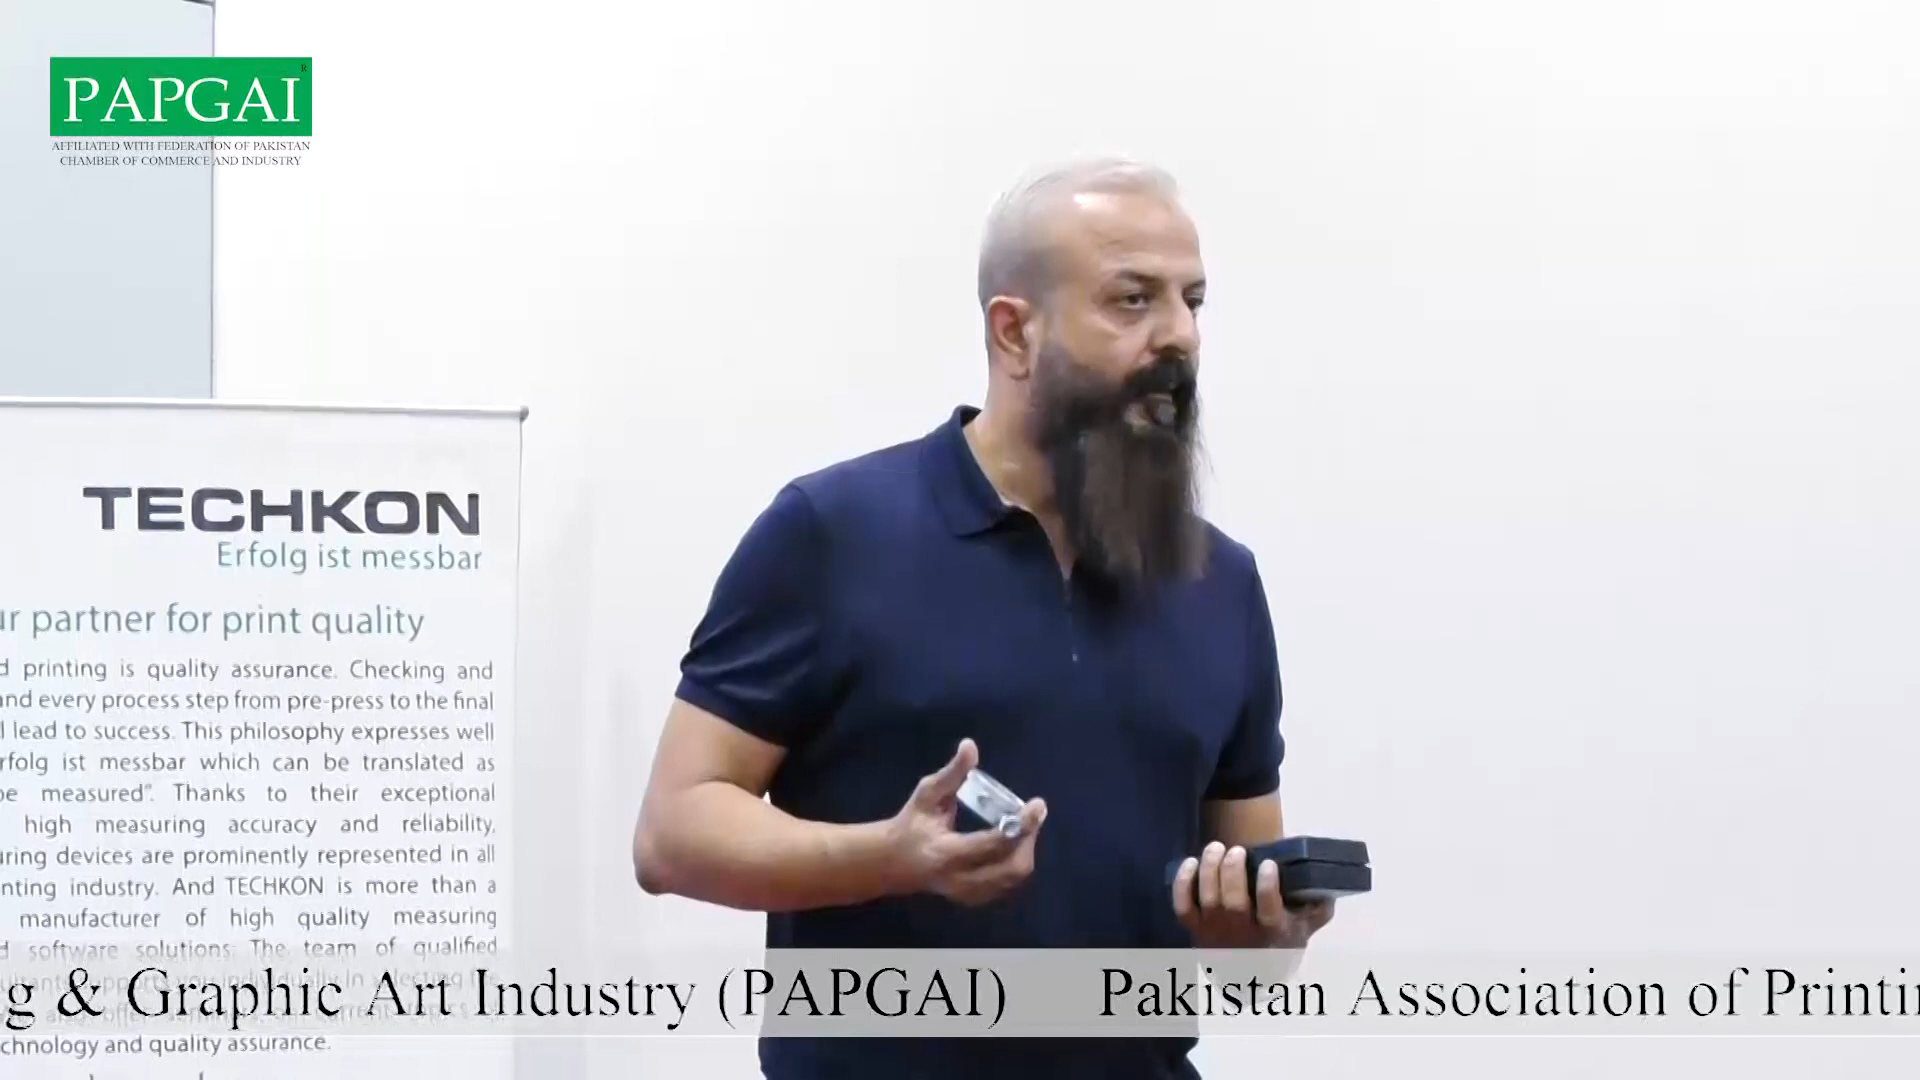 PAPGAI ®
AFFILIATED WITH FEDERATION OF PAKISTAN
CHAMBER OF COMMERCE AND INDUSTRY
TECHKON
Erfolg ist messbar
ur partner for print quality
d printing is quality assurance. Checking and
and every process step from pre-press to the final
l lead to success. This philosophy expresses well
rfolg ist messbar which can be translated as
be measured". Thanks to their exceptional
high measuring accuracy and reliability,
uring devices are prominently represented in all
nting industry. And TECHKON is more than a
manufacturer of high quality measuring
d software solutions. The team of qualified
g & Graphic Art Industry (PAPGAI) Pakistan Association of Printin
chnology and quality assurance.